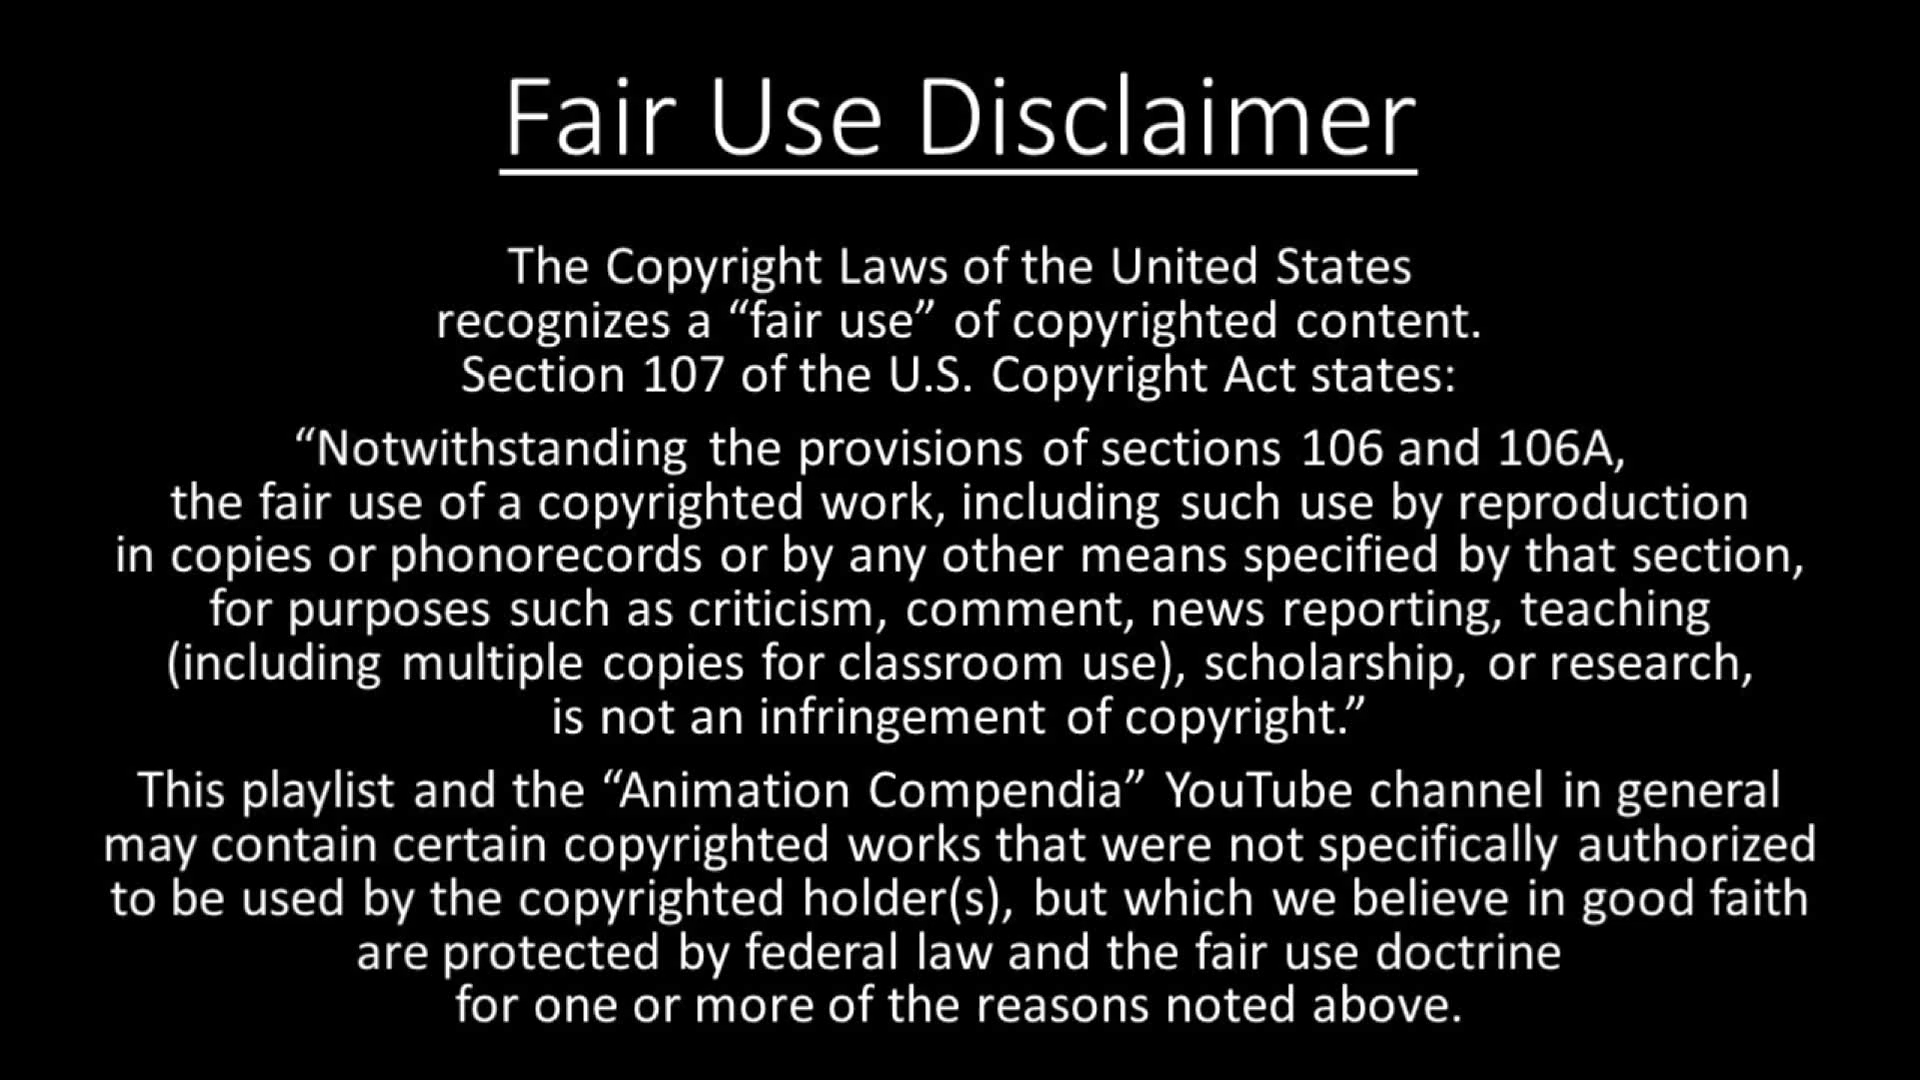 Fair Use Disclaimer
The Copyright Laws of the United States
recognizes a “fair use” of copyrighted content.
Section 107 of the U.S. Copyright Act states:
“Notwithstanding the provisions of sections 106 and 106A,
the fair use of a copyrighted work, including such use by reproduction
in copies or phonorecords or by any other means specified by that section,
for purposes such as criticism, comment, news reporting, teaching
(including multiple copies for classroom use), scholarship, or research,
is not an infringement of copyright.”
This playlist and the “Animation Compendia” YouTube channel in general
may contain certain copyrighted works that were not specifically authorized
to be used by the copyrighted holder(s), but which we believe in good faith
are protected by federal law and the fair use doctrine
for one or more of the reasons noted above.